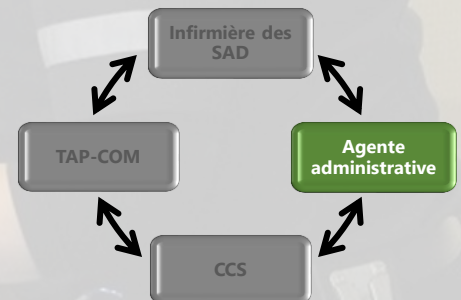 Infirmière des
SAD
TAP-COM
Agente
administrative
CCS